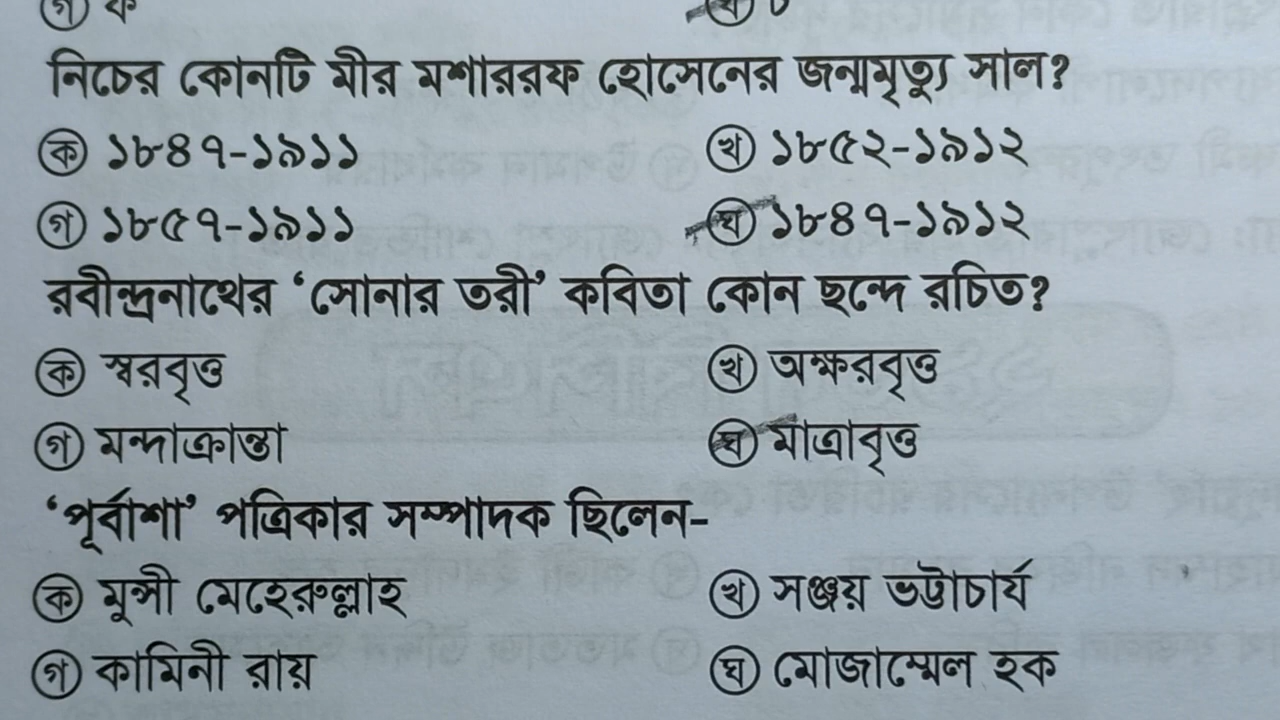 নিচের কোনটি মীর মশাররফ হোসেনের জন্মমৃত্যু সাল?
ক ১৮৪৭-১৯১১ খ ১৮৫২-১৯১২
গ ১৮৫৭-১৯১১ ঘ ১৮৪৭-১৯১২
রবীন্দ্রনাথের ‘সোনার তরী’ কবিতা কোন ছন্দে রচিত?
ক স্বরবৃত্ত খ অক্ষরবৃত্ত
গ মন্দাক্রান্তা ঘ মাত্রাবৃত্ত
‘পূর্বাশা’ পত্রিকার সম্পাদক ছিলেন-
ক মুন্সী মেহেরুল্লাহ খ সঞ্জয় ভট্টাচার্য
গ কামিনী রায় ঘ মোজাম্মেল হক